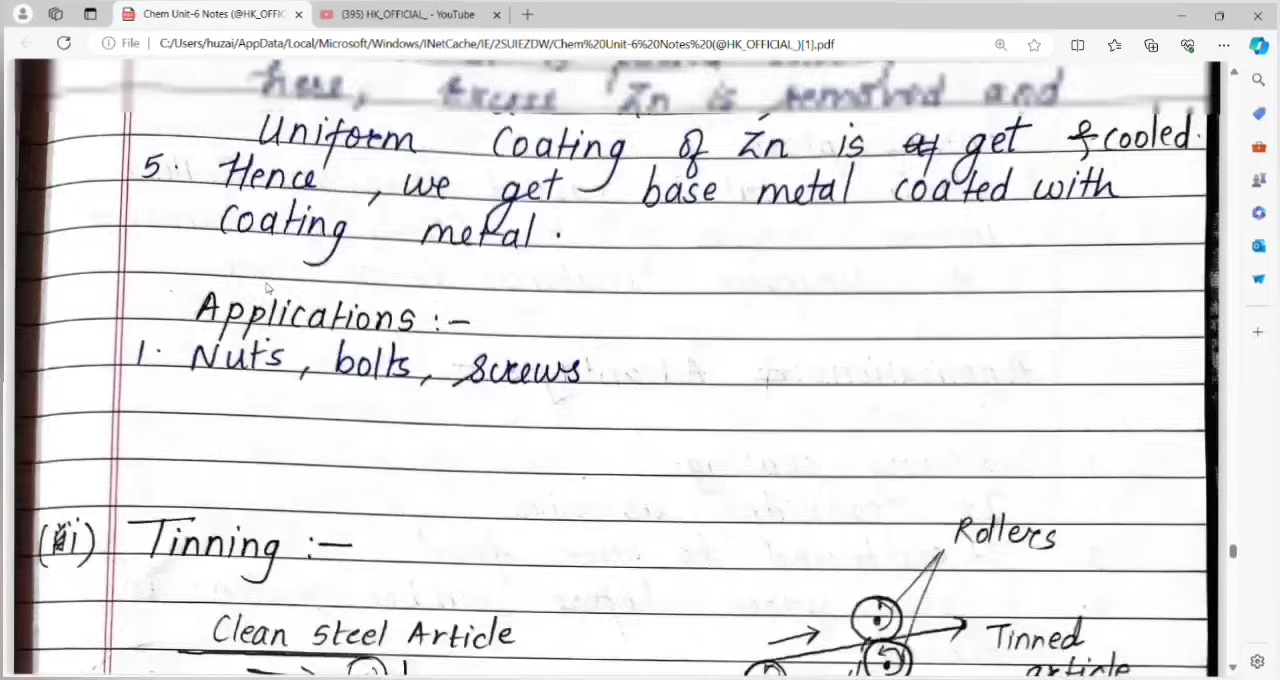 Chem Unit-6 Notes (@HK_OFFIC
(395) HK_OFFICIAL_ - YouTube
File
C:/Users/huzai/AppData/Local/Microsoft/Windows/INetCache/IE/2SUIEZDW/Chem%20Unit-6%20Notes%20(@HK_OFFICIAL_)[1].pdf
here, Excess Zn is removed and
Uniform Coating of Zn is get & cooled.
5. Hence, we get base metal coated with
coating metal.
Applications :-
1. Nuts, bolts, screws
(ii) Tinning :-
Rollers
Clean Steel Article
Tinned
article